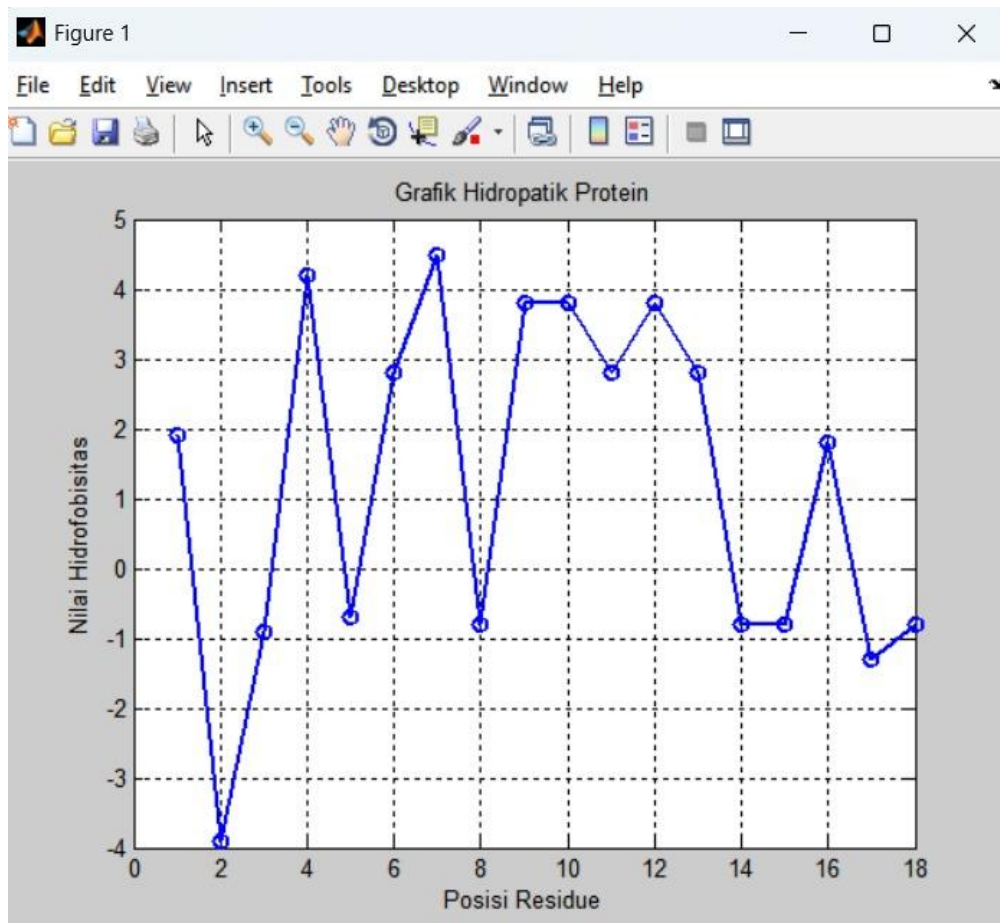 Figure 1
File Edit View Insert Tools Desktop Window Help
Grafik Hidropatik Protein
5
4
3
2
1
0
-1
-2
-3
-4
Nilai Hidrofobisitas
0 2 4 6 8 10 12 14 16 18
Posisi Residue